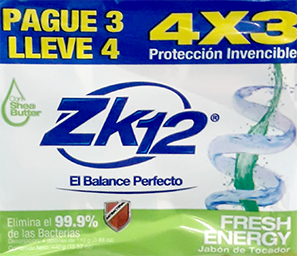 PAGUE 3
LLEVE 4
4X3
Protección Invencible
Shea
Butter
Zk12®
El Balance Perfecto
Elimina el 99.9%
de las Bacterias
FRESH
ENERGY
Jabón de Tocador